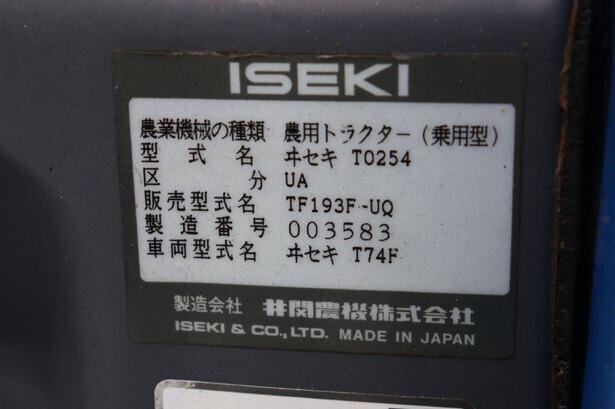 ISEKI
農業機械の種類 農用トラクター(乗用型)
型式名 ヰセキ T0254
区分 UA
販売型式名 TF193F-UQ
製造番号 003583
車両型式名 ヰセキ T74F
製造会社 井関農機株式会社
ISEKI & CO., LTD. MADE IN JAPAN